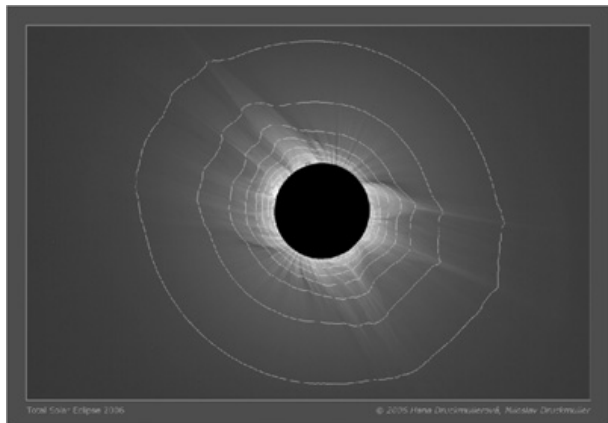 Total Solar Eclipse 2006
© 2006 Hana Druckmüllerová, Miloslav Druckmüller